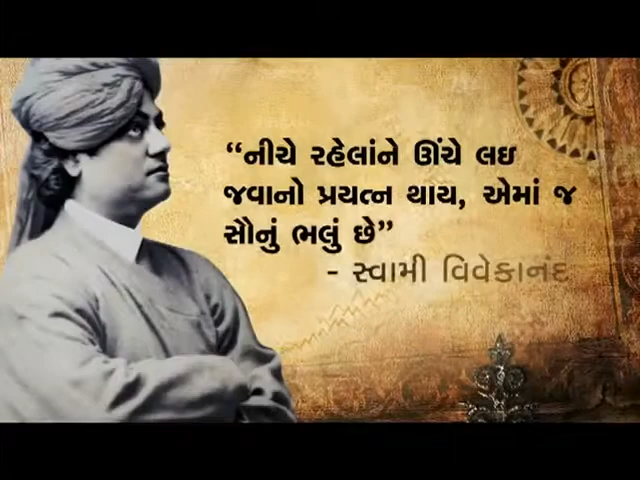 “નીચે રહેલાંને ઊંચે લઇ
જવાનો પ્રયત્ન થાય, એમાં જ
સૌનું ભલું છે”
- સ્વામી વિવેકાનંદ